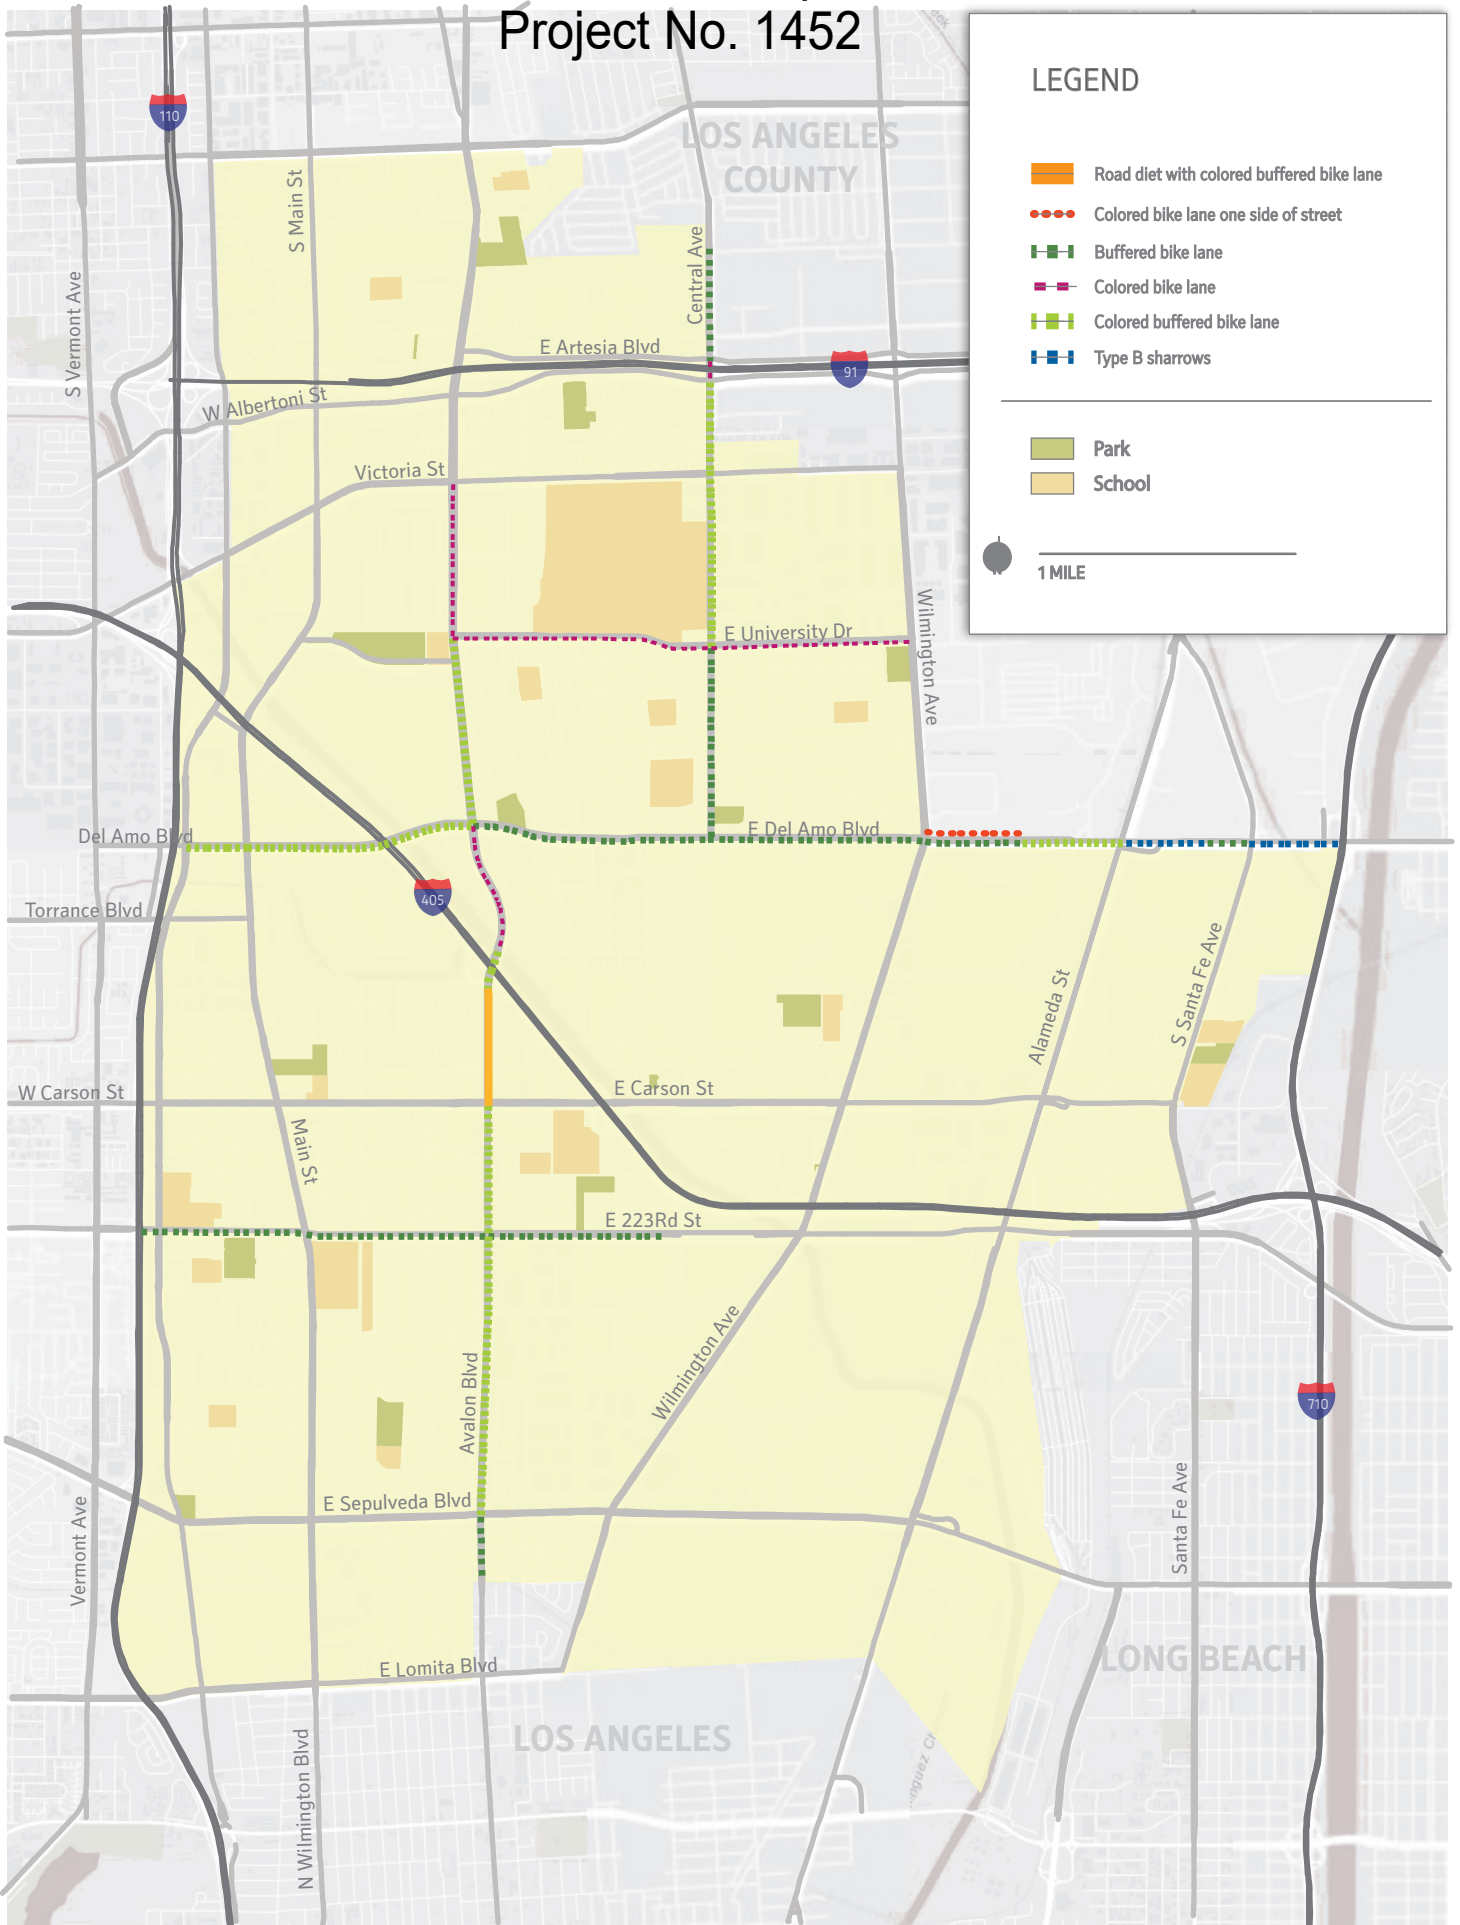 Project No. 1452
LEGEND
Road diet with colored buffered bike lane
Colored bike lane one side of street
Buffered bike lane
Colored bike lane
Colored buffered bike lane
Type B sharrows
Park
School
N
1 MILE
110
LOS ANGELES
COUNTY
S Main St
Central Ave
S Vermont Ave
E Artesia Blvd
91
W Albertoni St
Victoria St
E University Dr
Wilmington Ave
Del Amo Blvd
E Del Amo Blvd
405
Torrance Blvd
S Santa Fe Ave
Alameda St
W Carson St
E Carson St
Main St
E 223Rd St
Wilmington Ave
Avalon Blvd
710
E Sepulveda Blvd
Vermont Ave
Santa Fe Ave
E Lomita Blvd
LONG BEACH
LOS ANGELES
N Wilmington Blvd